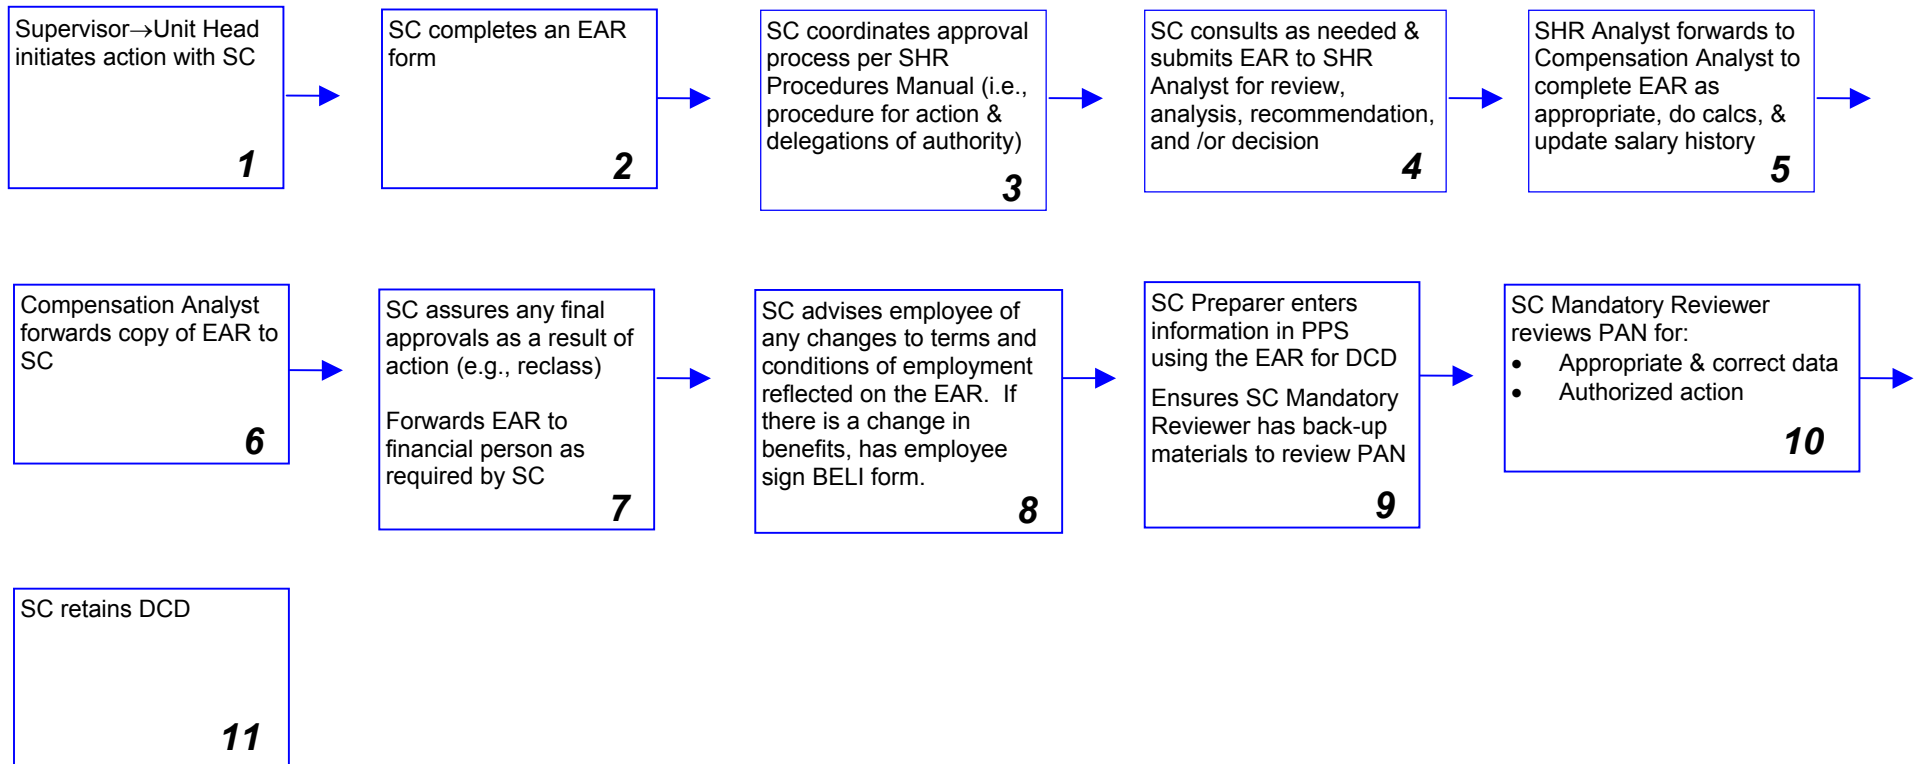 Supervisor→Unit Head
initiates action with SC
1
SC completes an EAR
form
2
SC coordinates approval
process per SHR
Procedures Manual (i.e.,
procedure for action &
delegations of authority)
3
SC consults as needed &
submits EAR to SHR
Analyst for review,
analysis, recommendation,
and /or decision
4
SHR Analyst forwards to
Compensation Analyst to
complete EAR as
appropriate, do calcs, &
update salary history
5
Compensation Analyst
forwards copy of EAR to
SC
6
SC assures any final
approvals as a result of
action (e.g., reclass)
Forwards EAR to
financial person as
required by SC
7
SC advises employee of
any changes to terms and
conditions of employment
reflected on the EAR.  If
there is a change in
benefits, has employee
sign BELI form.
8
SC Preparer enters
information in PPS
using the EAR for DCD
Ensures SC Mandatory
Reviewer has back-up
materials to review PAN
9
SC Mandatory Reviewer
reviews PAN for:
• Appropriate & correct data
• Authorized action
10
SC retains DCD
11